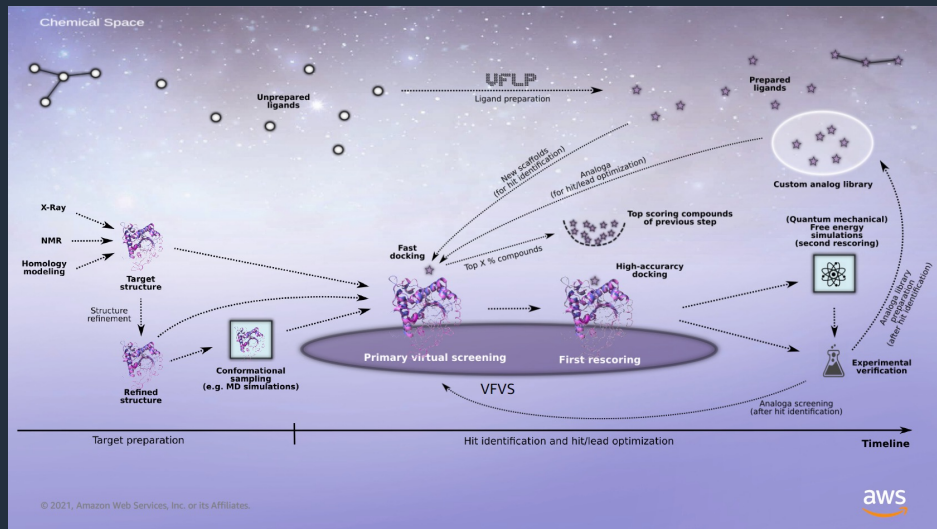 Chemical Space
Unprepared
ligands
VFLP
Ligand preparation
Prepared
ligands
New scaffolds
(for hit identification)
Analoga
(for hit/lead optimization)
Custom analog library
X-Ray
NMR
Homology
modeling
Target
structure
Structure
refinement
Refined
structure
Conformational
sampling
(e.g. MD simulations)
Fast
docking
Top X % compounds
Top scoring compounds
of previous step
High-accurarcy
docking
Primary virtual screening
First rescoring
VFVS
(Quantum mechanical)
Free energy
simulations
(second rescoring)
Experimental
verification
Analoga library
preparation
(after hit identification)
Analoga screening
(after hit identification)
Target preparation
Hit identification and hit/lead optimization
Timeline
© 2021, Amazon Web Services, Inc. or its Affiliates.
aws